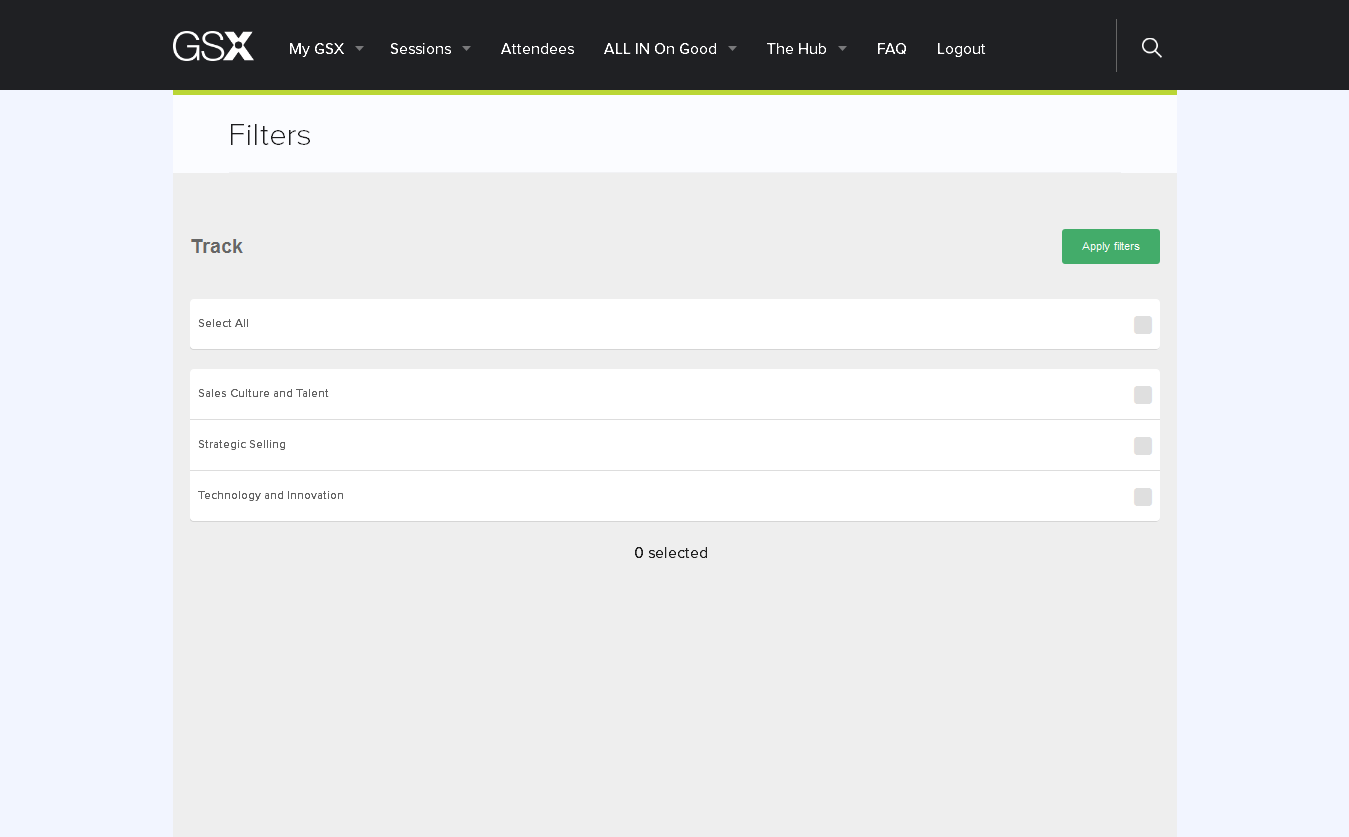 GSX My GSX Sessions Attendees ALL IN On Good The Hub FAQ Logout
Filters
Track
Apply filters
Select All
Sales Culture and Talent
Strategic Selling
Technology and Innovation
0 selected